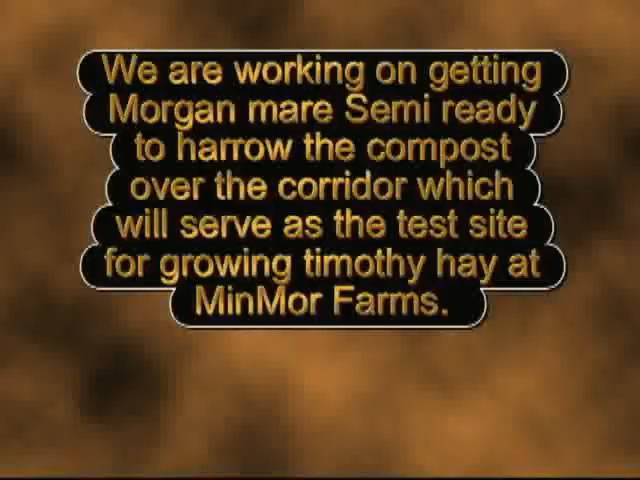 We are working on getting
Morgan mare Semi ready
to harrow the compost
over the corridor which
will serve as the test site
for growing timothy hay at
MinMor Farms.